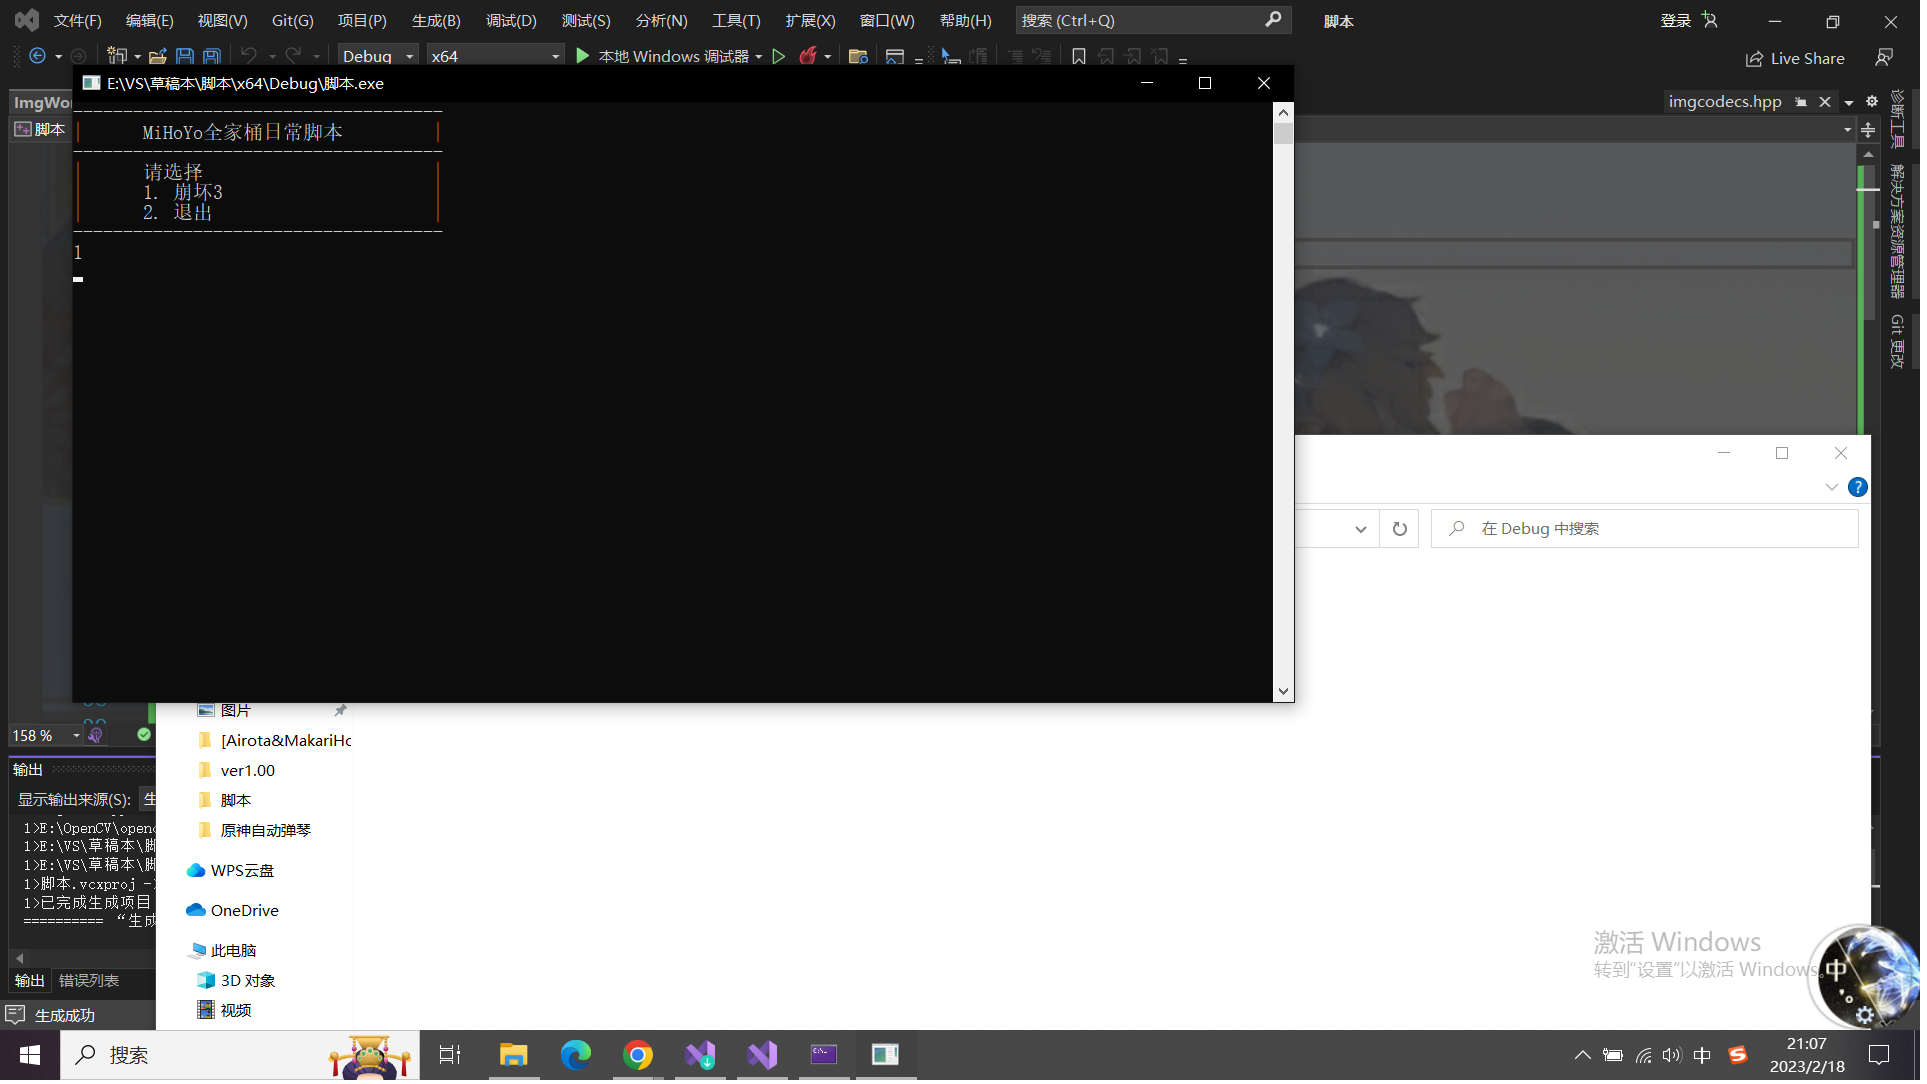 文件(F) 编辑(E) 视图(V) Git(G) 项目(P) 生成(B) 调试(D) 测试(S) 分析(N) 工具(T) 扩展(X) 窗口(W) 帮助(H) 搜索 (Ctrl+Q) 脚本 登录
Debug x64 本地 Windows 调试器 Live Share
E:\VS\草稿本\脚本\x64\Debug\脚本.exe
imgcodecs.hpp
脚本
MiHoYo全家桶日常脚本
请选择
1. 崩坏3
2. 退出
1
诊断工具
解决方案资源管理器
Git 更改
在 Debug 中搜索
图片
[Airota&MakariHo
ver1.00
脚本
原神自动弹琴
WPS云盘
OneDrive
此电脑
3D 对象
视频
158 %
输出
显示输出来源(S): 生
1>E:\OpenCV\openc
1>E:\VS\草稿本\脚
1>E:\VS\草稿本\脚
1>脚本.vcxproj -
1>已完成生成项目
========== “生成
输出 错误列表
生成成功
激活 Windows
转到“设置”以激活 Windows。
中
搜索
中
21:07
2023/2/18